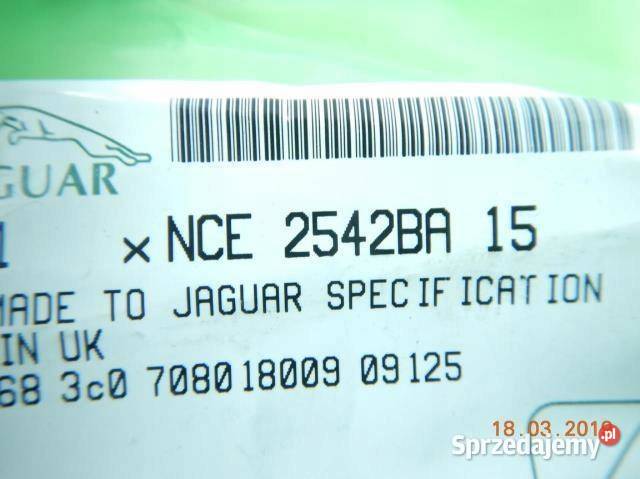 GUAR
1 x NCE 2542BA 15
MADE TO JAGUAR SPECIFICATION
IN UK
68 3c0 708018009 09125
18.03.2010
Sprzedajemy.pl